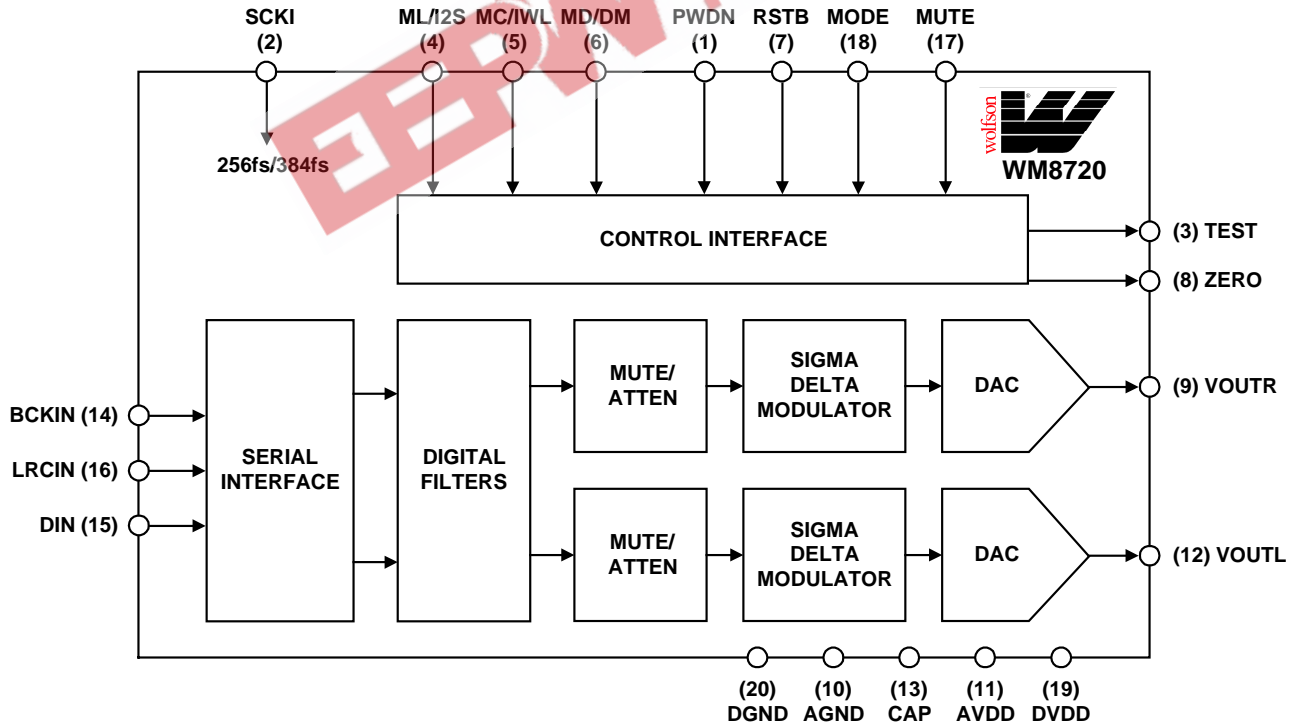 SCKI
(2)
ML/I2S
(4)
MC/IWL
(5)
MD/DM
(6)
PWDN
(1)
RSTB
(7)
MODE
(18)
MUTE
(17)
256fs/384fs
wolfson
®
WM8720
EEPW
CONTROL INTERFACE
(3) TEST
(8) ZERO
BCKIN (14)
LRCIN (16)
DIN (15)
SERIAL
INTERFACE
DIGITAL
FILTERS
MUTE/
ATTEN
SIGMA
DELTA
MODULATOR
DAC
(9) VOUTR
MUTE/
ATTEN
SIGMA
DELTA
MODULATOR
DAC
(12) VOUTL
(20)
DGND
(10)
AGND
(13)
CAP
(11)
AVDD
(19)
DVDD